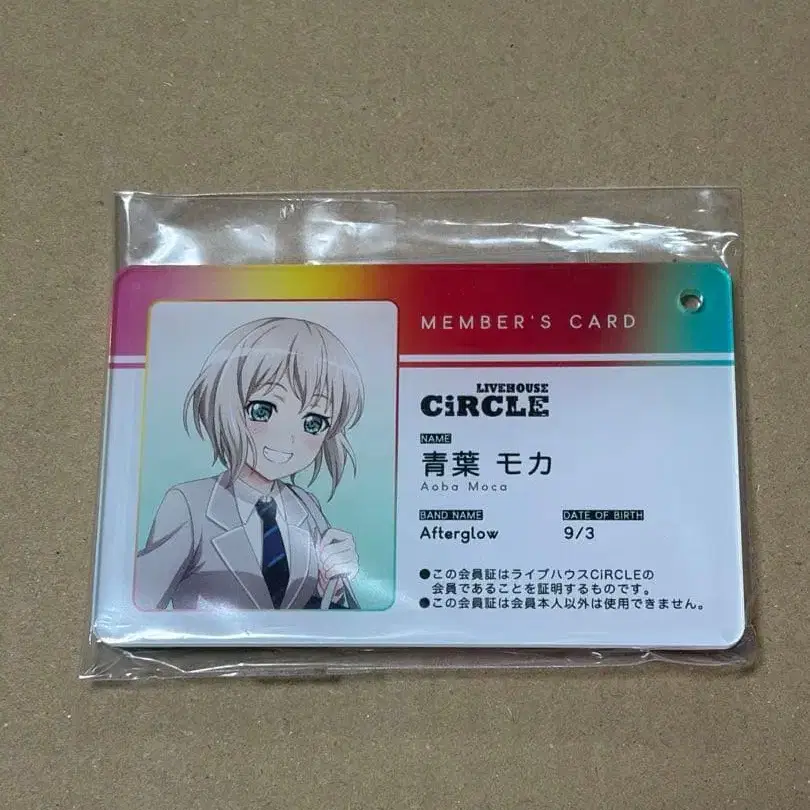 MEMBER'S CARD
LIVEHOUSE
CiRCLE
NAME
青葉 モカ
Aoba Moca
BAND NAME
Afterglow
DATE OF BIRTH
9/3
●この会員証はライブハウスCiRCLEの
会員であることを証明するものです。
●この会員証は会員本人以外は使用できません。